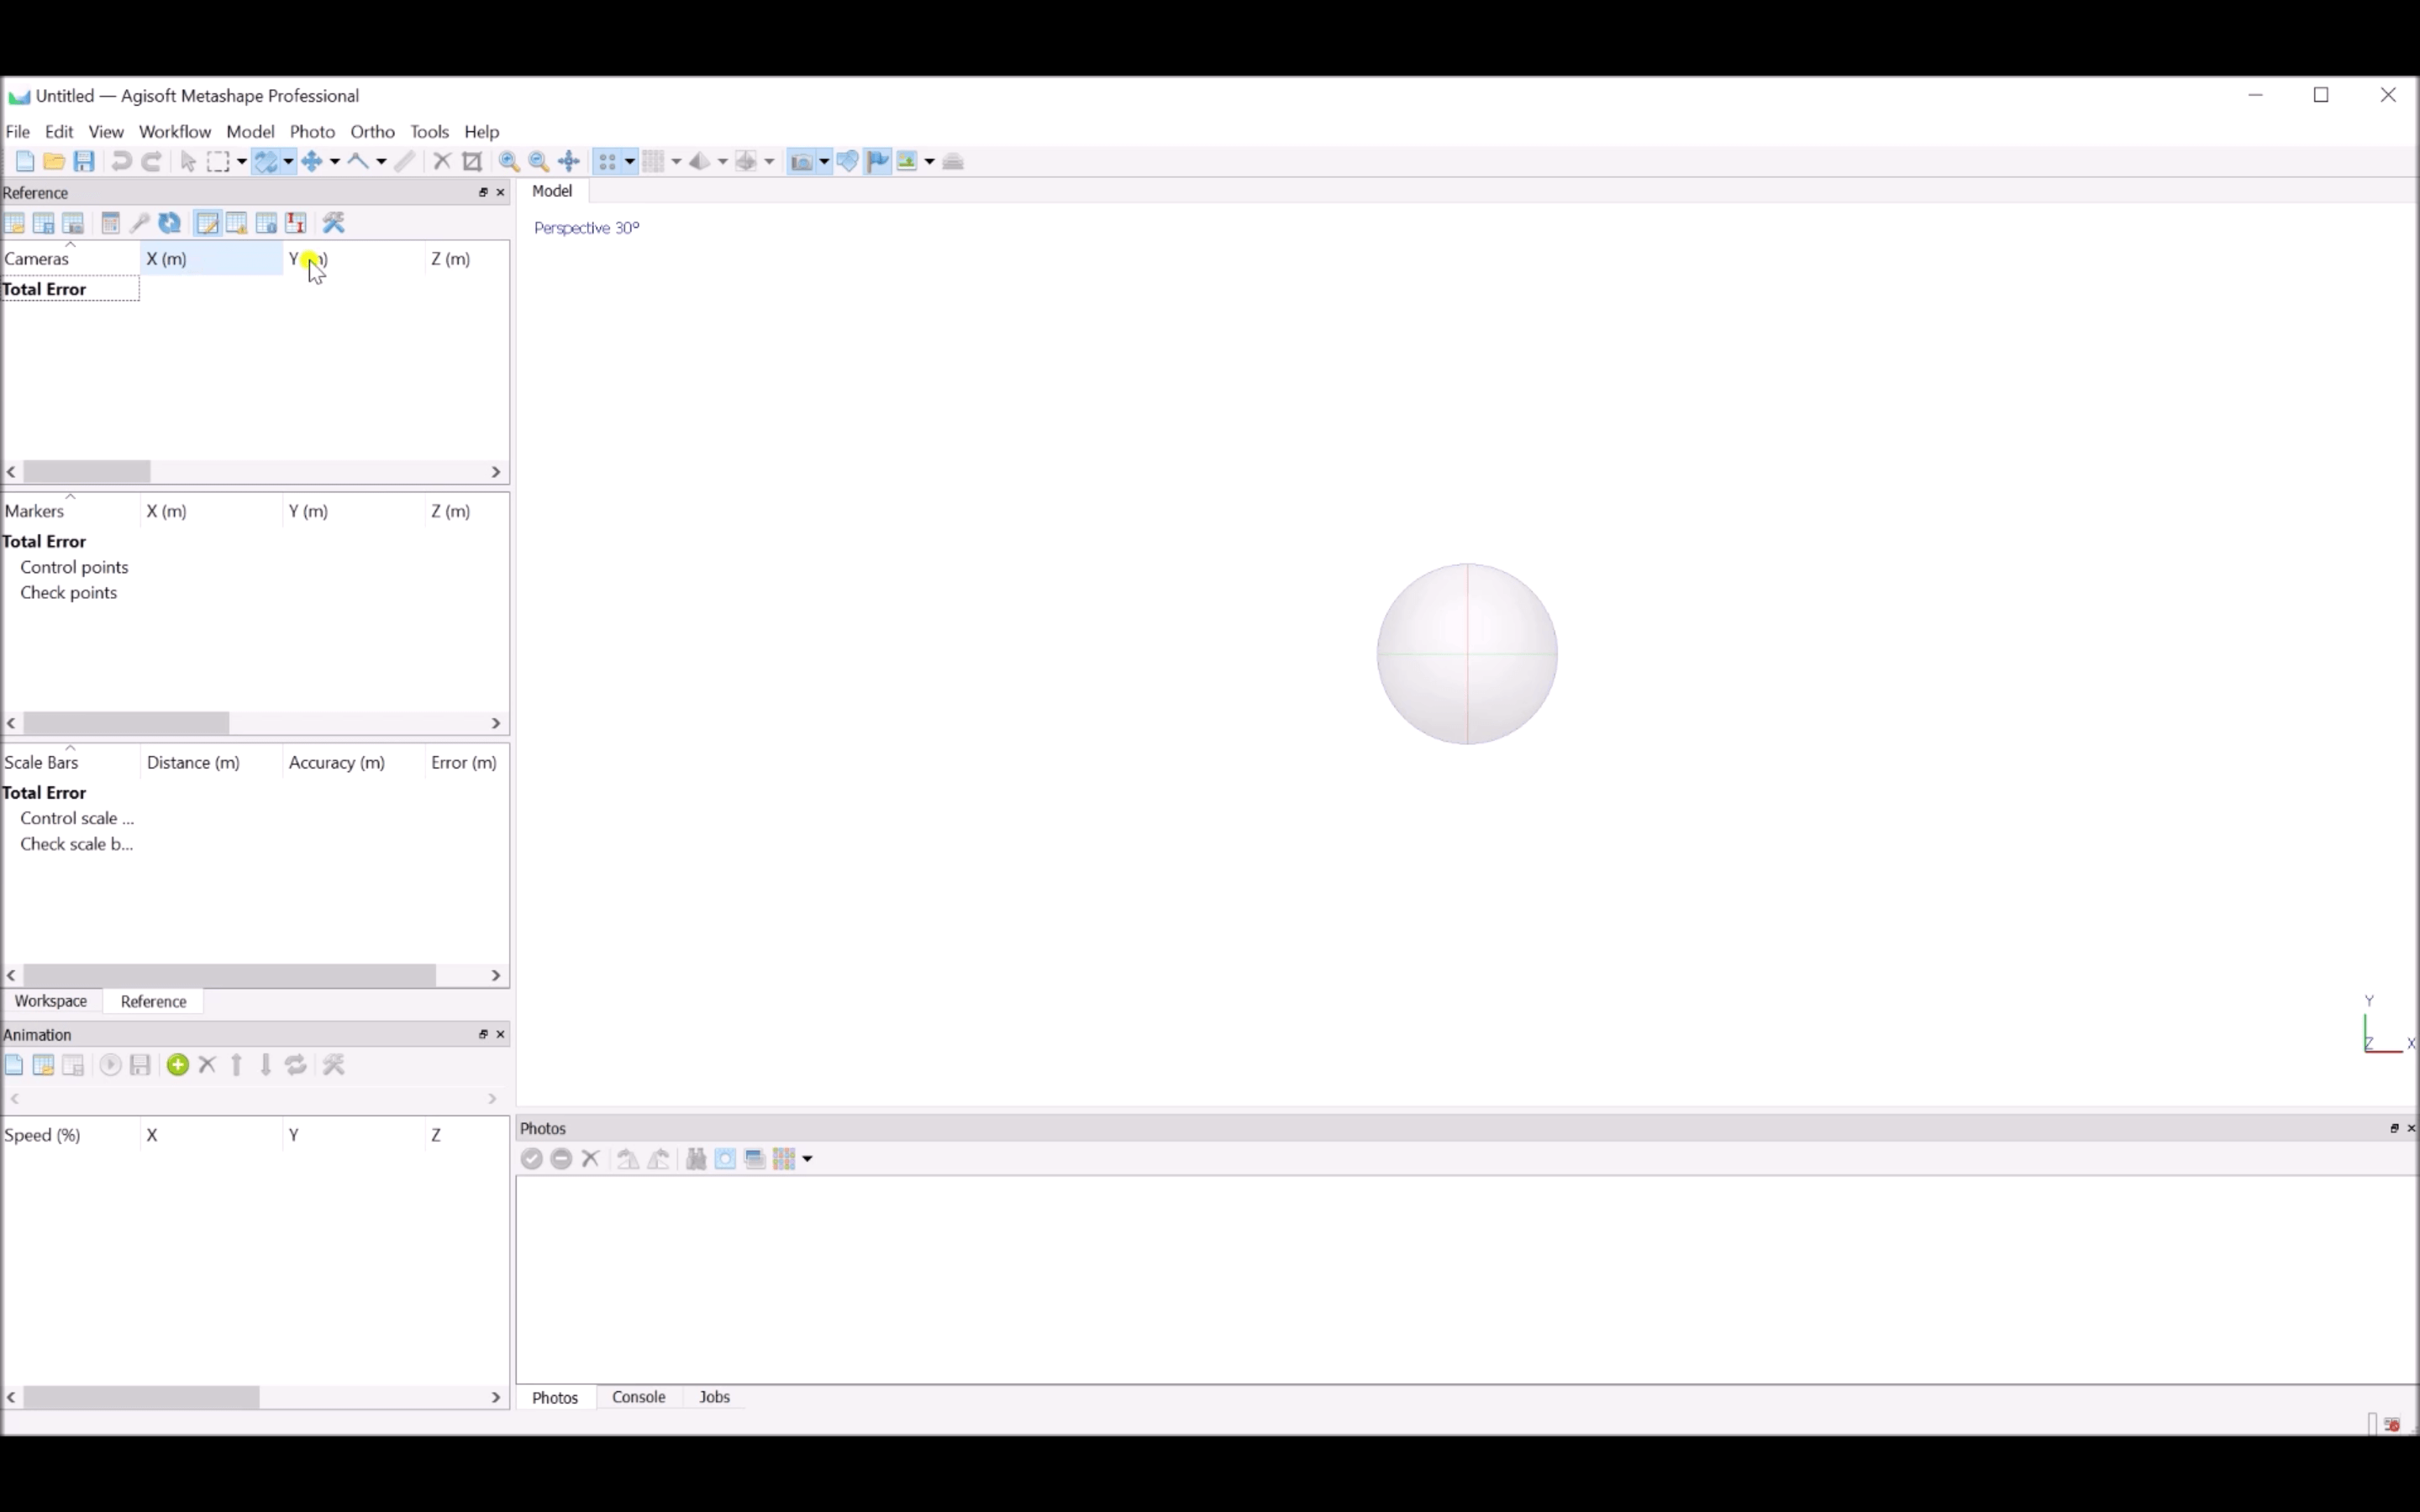 Untitled — Agisoft Metashape Professional
File Edit View Workflow Model Photo Ortho Tools Help
Reference
Model
Perspective 30°
Cameras X (m) Y Z (m)
Total Error
Markers X (m) Y (m) Z (m)
Total Error
Control points
Check points
Scale Bars Distance (m) Accuracy (m) Error (m)
Total Error
Control scale ...
Check scale b...
Workspace Reference
Y
Z X
Animation
Speed (%) X Y Z
Photos
Photos Console Jobs